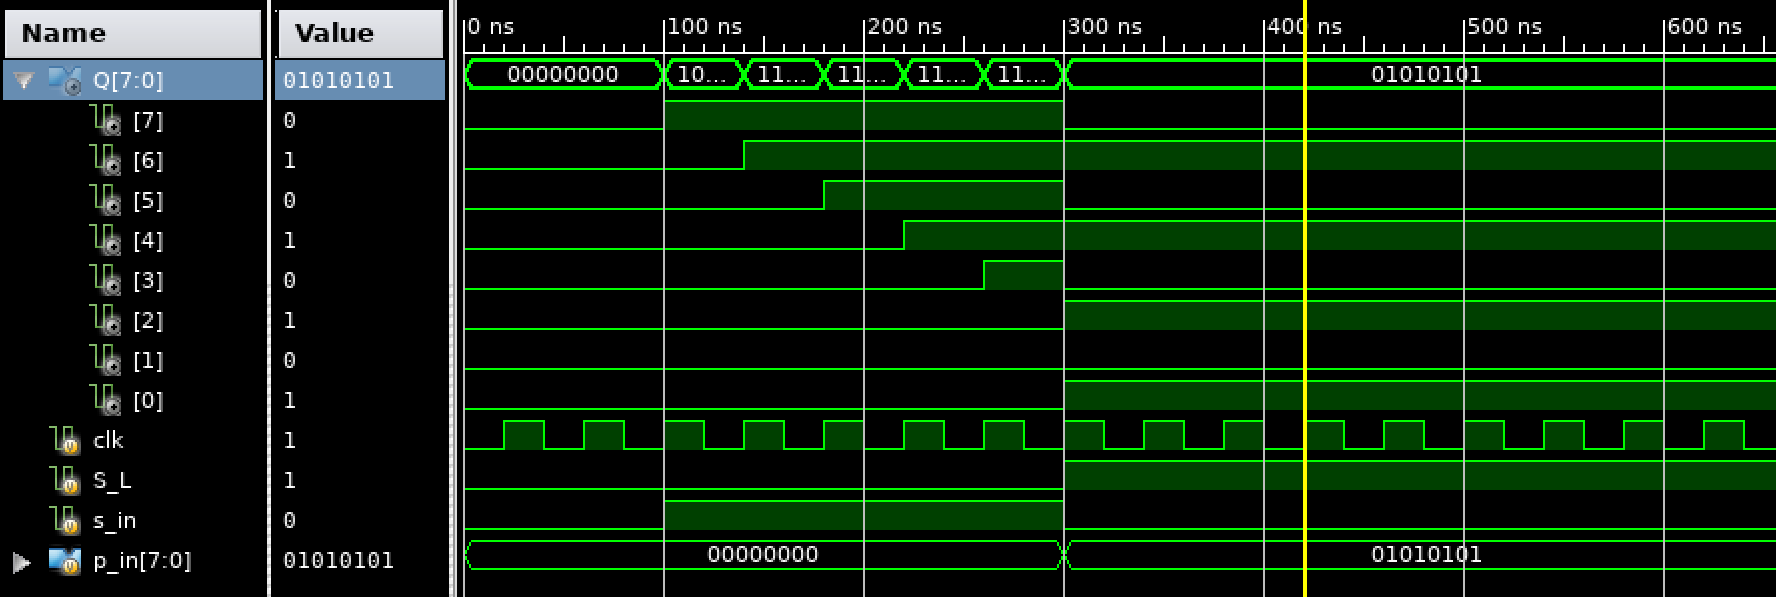 Name Value 0 ns 100 ns 200 ns 300 ns 400 ns 500 ns 600 ns
Q[7:0] 01010101 00000000 10... 11... 11... 11... 11... 01010101
[7] 0
[6] 1
[5] 0
[4] 1
[3] 0
[2] 1
[1] 0
[0] 1
clk 1
S_L 1
s_in 0
p_in[7:0] 01010101 00000000 01010101